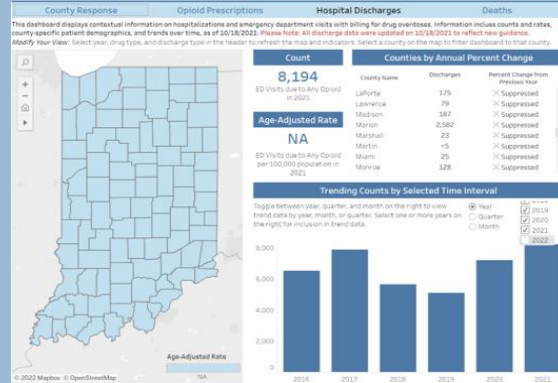 County Response Opioid Prescriptions Hospital Discharges Deaths
This dashboard displays contextual information on hospitalizations and emergency department visits with billing for drug overdoses. Information inclues counts and rates,
county-specific patient demographics, and trends over time, as of 10/18/2021. Please Note: All discharge data were updated on 10/18/2021 to reflect new guidance.
Modify Your View: Select year, drug type, and discharge type in the header to refresh the map and indicators. Select a county on the map to filter dashboard to that county.
Count
8,194
ED Visits due to Any Opioid
in 2021
Age-Adjusted Rate
NA
ED Visits due to Any Opioid
per 100,000 population in
2021
Counties by Annual Percent Change
County Name Discharges Percent Change from
Previous Year
LaPorte 175 Suppressed
Lawrence 79 Suppressed
Madison 187 Suppressed
Marion 2,582 Suppressed
Marshall 23 Suppressed
Martin <5 Suppressed
Miami 25 Suppressed
Monroe 128 Suppressed
Trending Counts by Selected Time Interval
Toggle between year, quarter, and month on the right to view
trend data by year, month, or quarter. Select one or more years on
the right for inclusion in trend data.
Year
Quarter
Month
2019
2020
2021
2022
8,000
6,000
4,000
2,000
0
2016 2017 2018 2019 2020 2021
Age-Adjusted Rate
NA
© 2022 Mapbox © OpenStreetMap